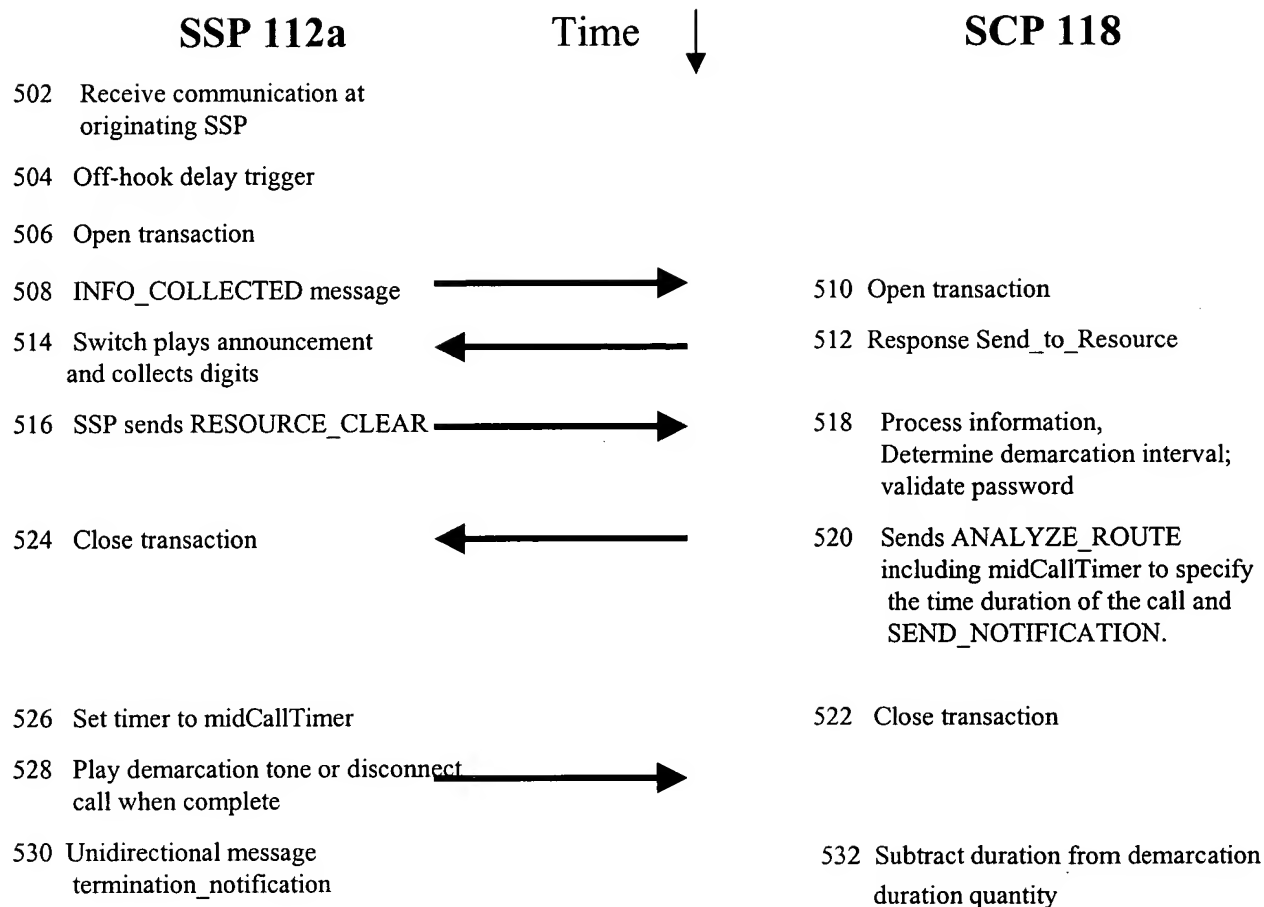 SSP 112a Time SCP 118
502 Receive communication at
originating SSP
504 Off-hook delay trigger
506 Open transaction
508 INFO_COLLECTED message
510 Open transaction
514 Switch plays announcement
and collects digits
512 Response Send_to_Resource
516 SSP sends RESOURCE_CLEAR
518 Process information,
Determine demarcation interval;
validate password
524 Close transaction
520 Sends ANALYZE_ROUTE
including midCallTimer to specify
the time duration of the call and
SEND_NOTIFICATION.
526 Set timer to midCallTimer
522 Close transaction
528 Play demarcation tone or disconnect
call when complete
530 Unidirectional message
termination_notification
532 Subtract duration from demarcation
duration quantity